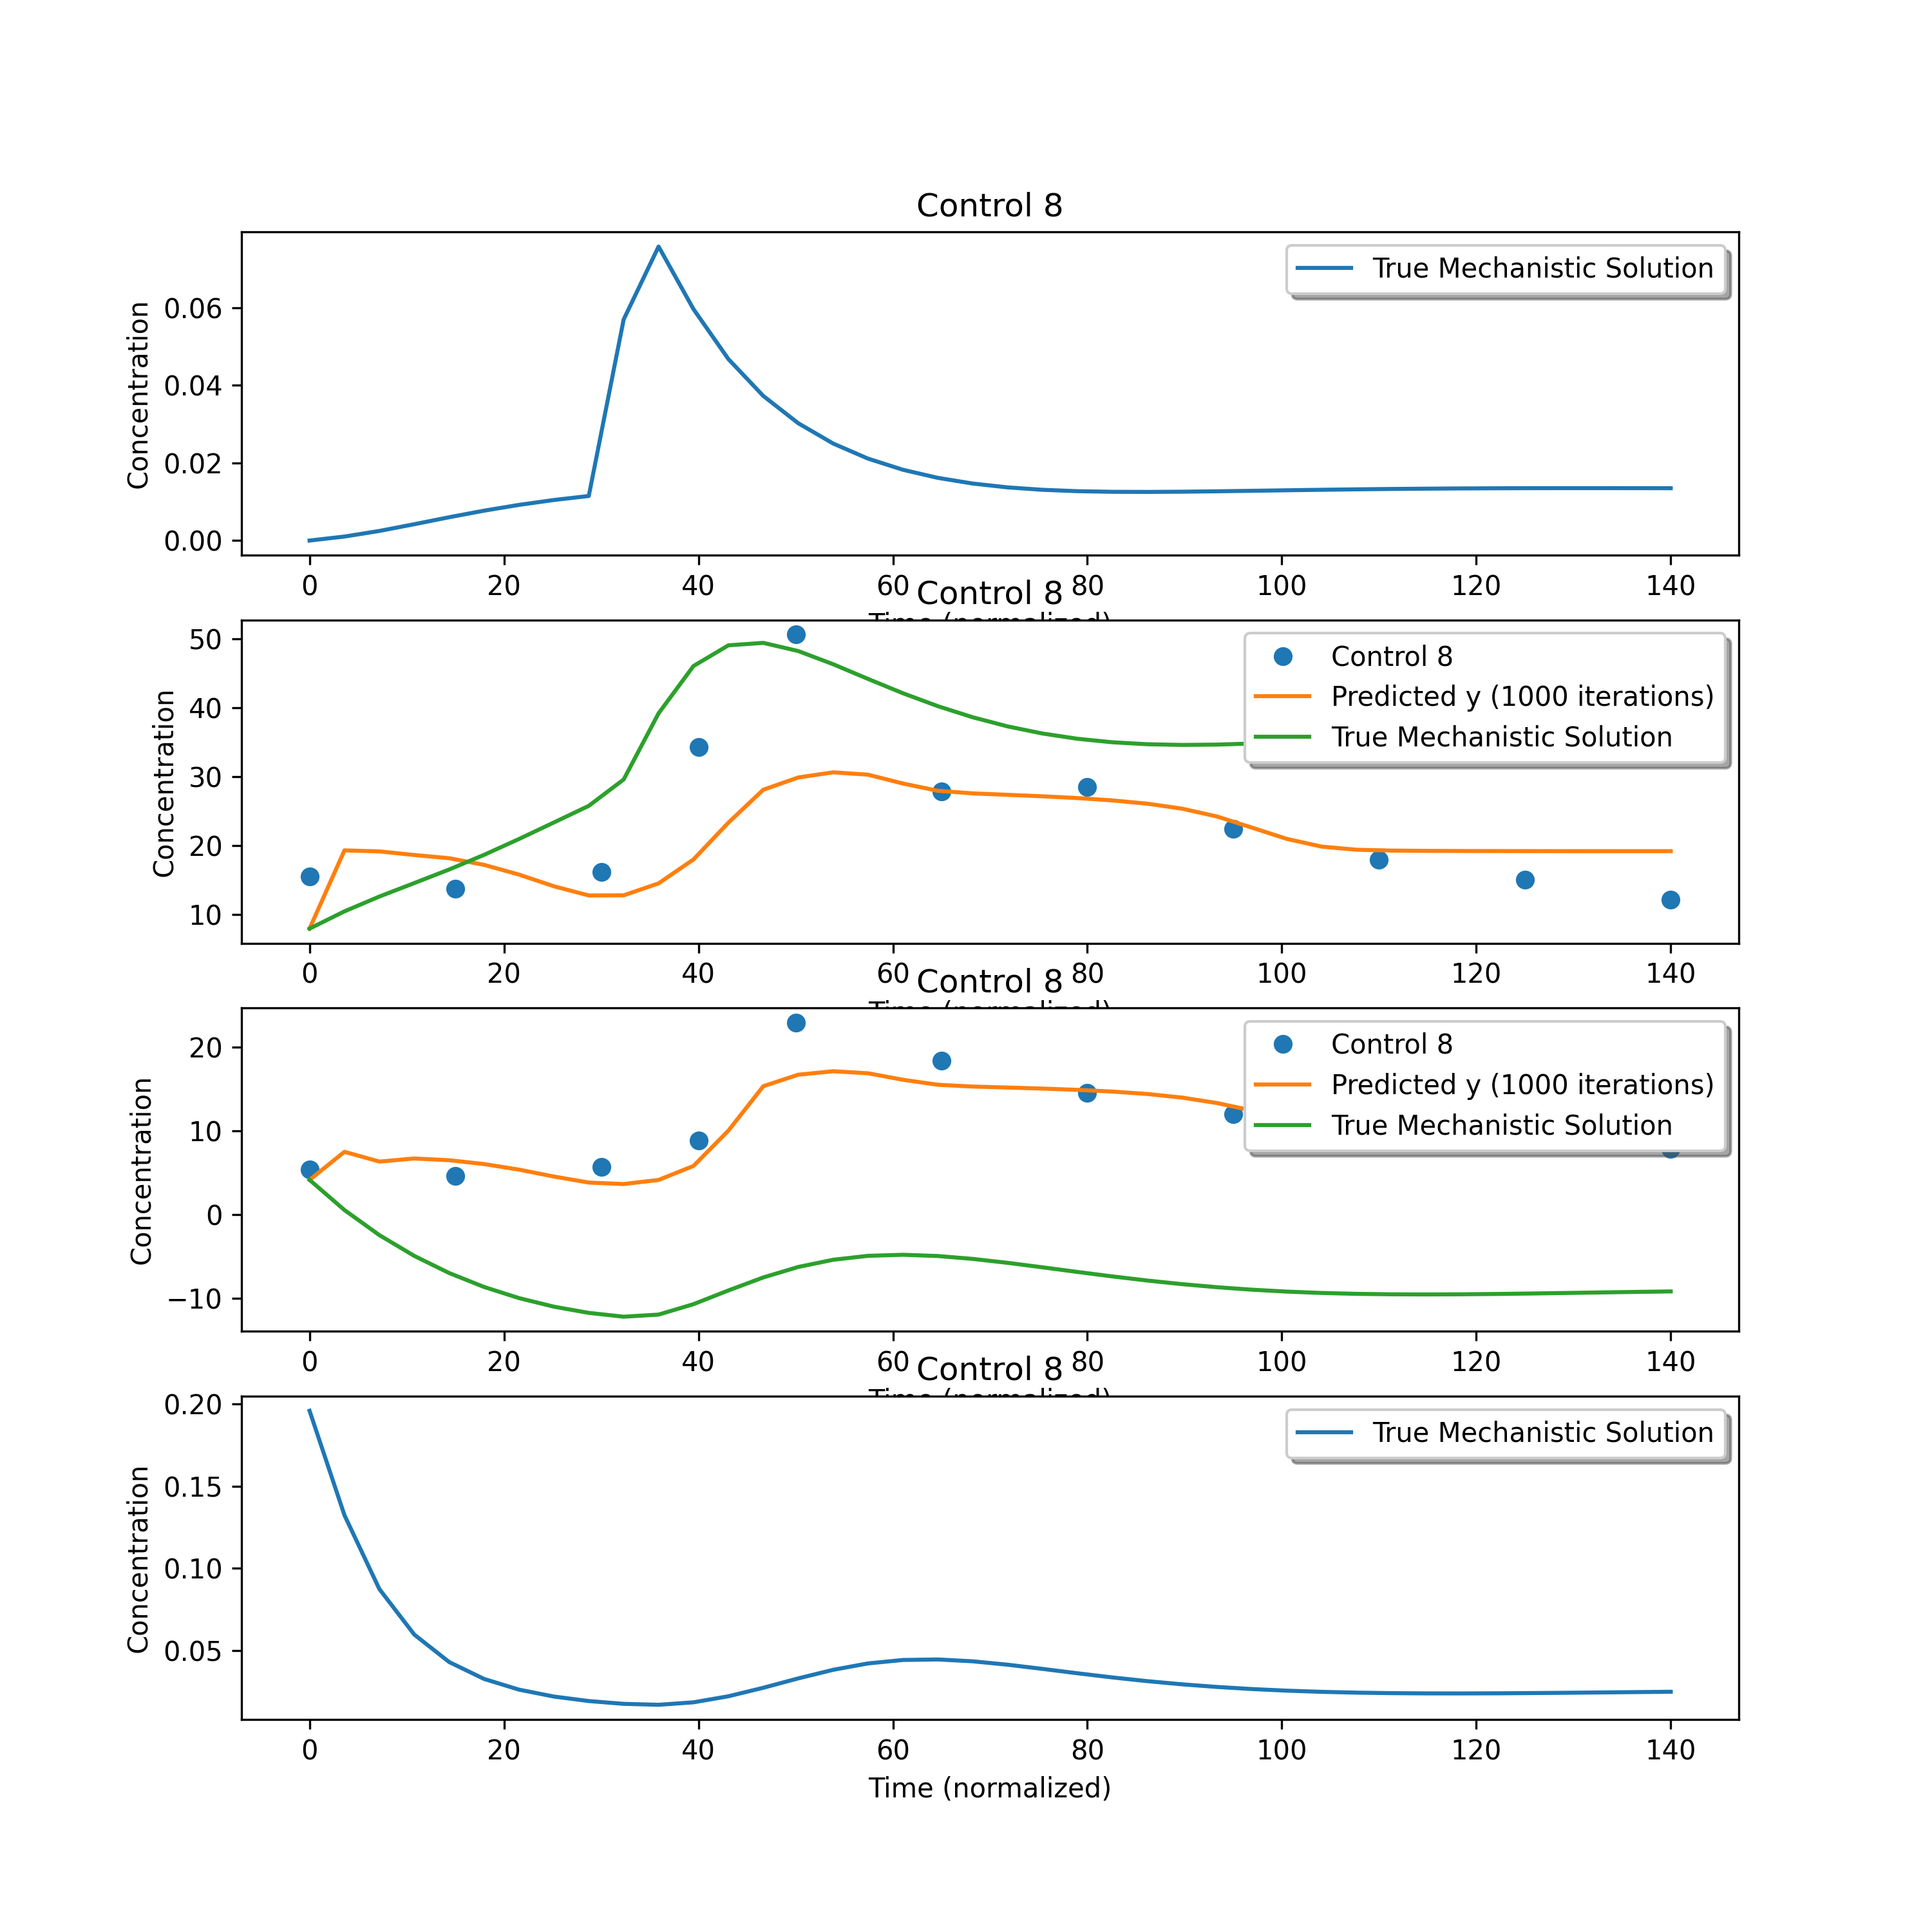 Control 8
Concentration
True Mechanistic Solution
0.06
0.04
0.02
0.00
0 20 40 60 80 100 120 140
Control 8
Concentration
Control 8
Predicted y (1000 iterations)
True Mechanistic Solution
50
40
30
20
10
0 20 40 60 80 100 120 140
Control 8
Concentration
Control 8
Predicted y (1000 iterations)
True Mechanistic Solution
20
10
0
−10
0 20 40 60 80 100 120 140
Control 8
Concentration
True Mechanistic Solution
0.20
0.15
0.10
0.05
0 20 40 60 80 100 120 140
Time (normalized)